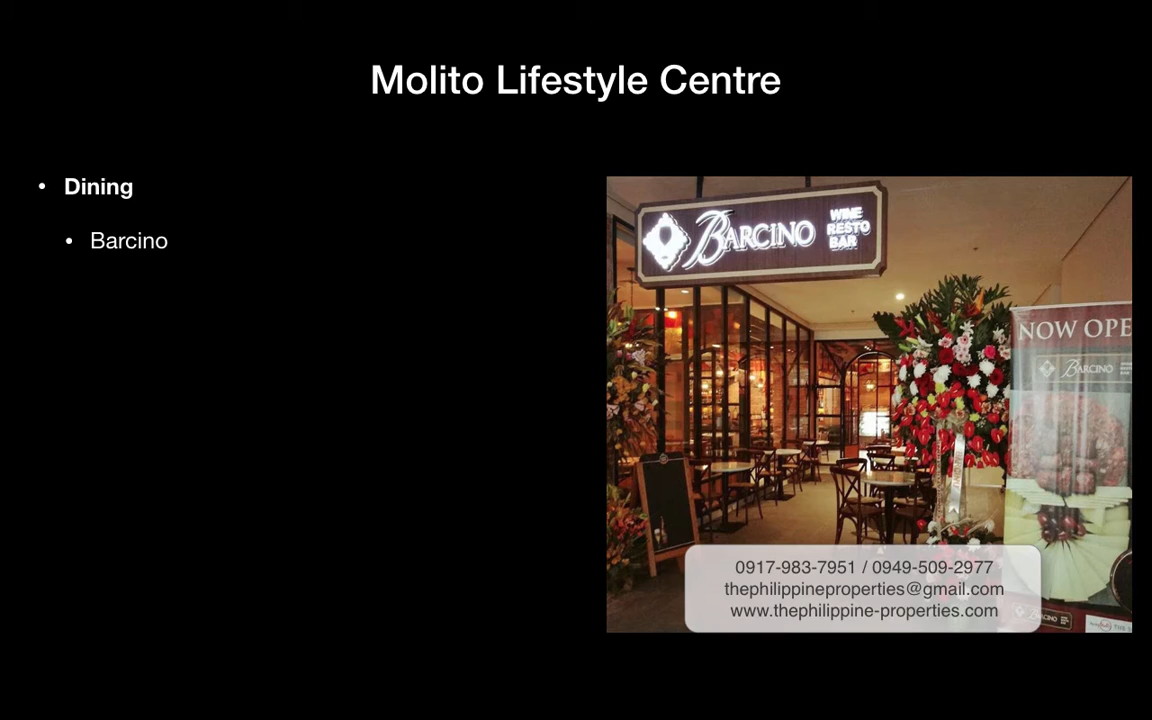 Molito Lifestyle Centre
• Dining
• Barcino
BARCINO
WINE
RESTO
BAR
NOW OPE
BARCINO
0917-983-7951 / 0949-509-2977
thephilippineproperties@gmail.com
www.thephilippine-properties.com
BARCINO